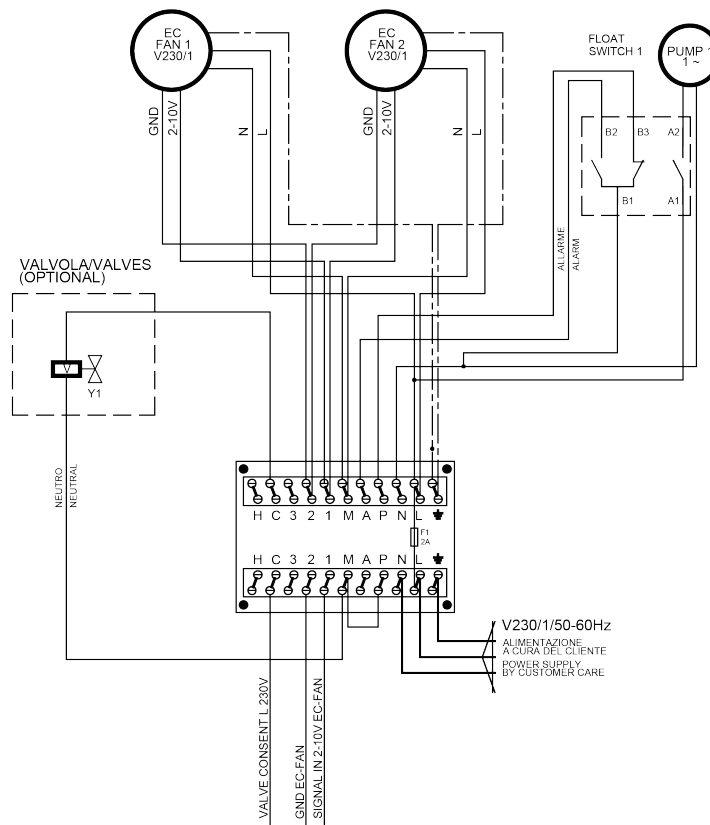 EC
FAN 1
V230/1
EC
FAN 2
V230/1
FLOAT
SWITCH 1
PUMP 1
1 ~
GND
2-10V
N
L
GND
2-10V
N
L
B2
B3
A2
B1
A1
ALLARME
ALARM
VALVOLA/VALVES
(OPTIONAL)
V
Y1
NEUTRO
NEUTRAL
H C 3 2 1 M A P N L
F1
2A
H C 3 2 1 M A P N L
V230/1/50-60Hz
ALIMENTAZIONE
A CURA DEL CLIENTE
POWER SUPPLY
BY CUSTOMER CARE
VALVE CONSENT L 230V
GND EC-FAN
SIGNAL IN 2-10V EC-FAN